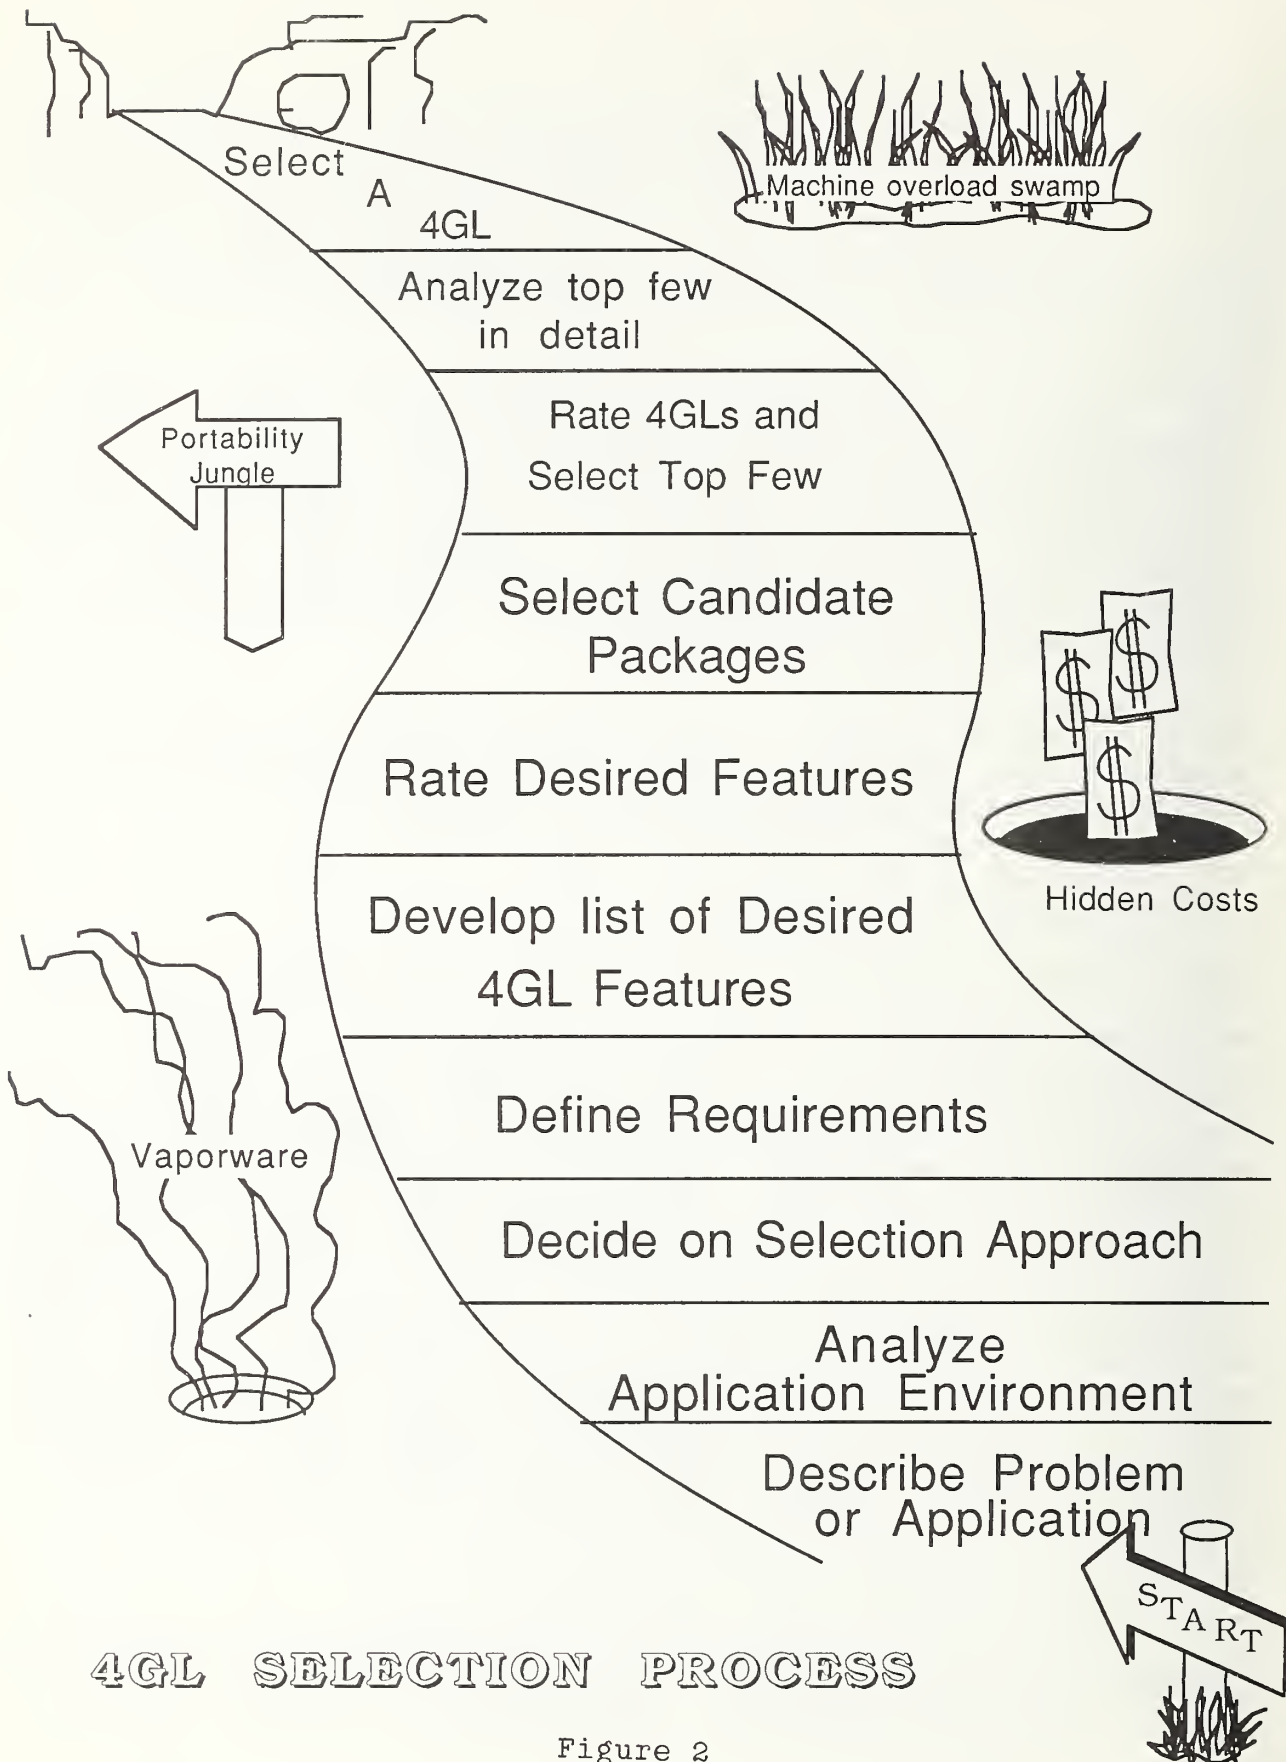 Select
A
4GL
Machine overload swamp
Analyze top few
in detail
Portability
Jungle
Rate 4GLs and
Select Top Few
Select Candidate
Packages
Rate Desired Features
Hidden Costs
$
$
$
Develop list of Desired
4GL Features
Define Requirements
Vaporware
Decide on Selection Approach
Analyze
Application Environment
Describe Problem
or Application
START
4GL SELECTION PROCESS
Figure 2